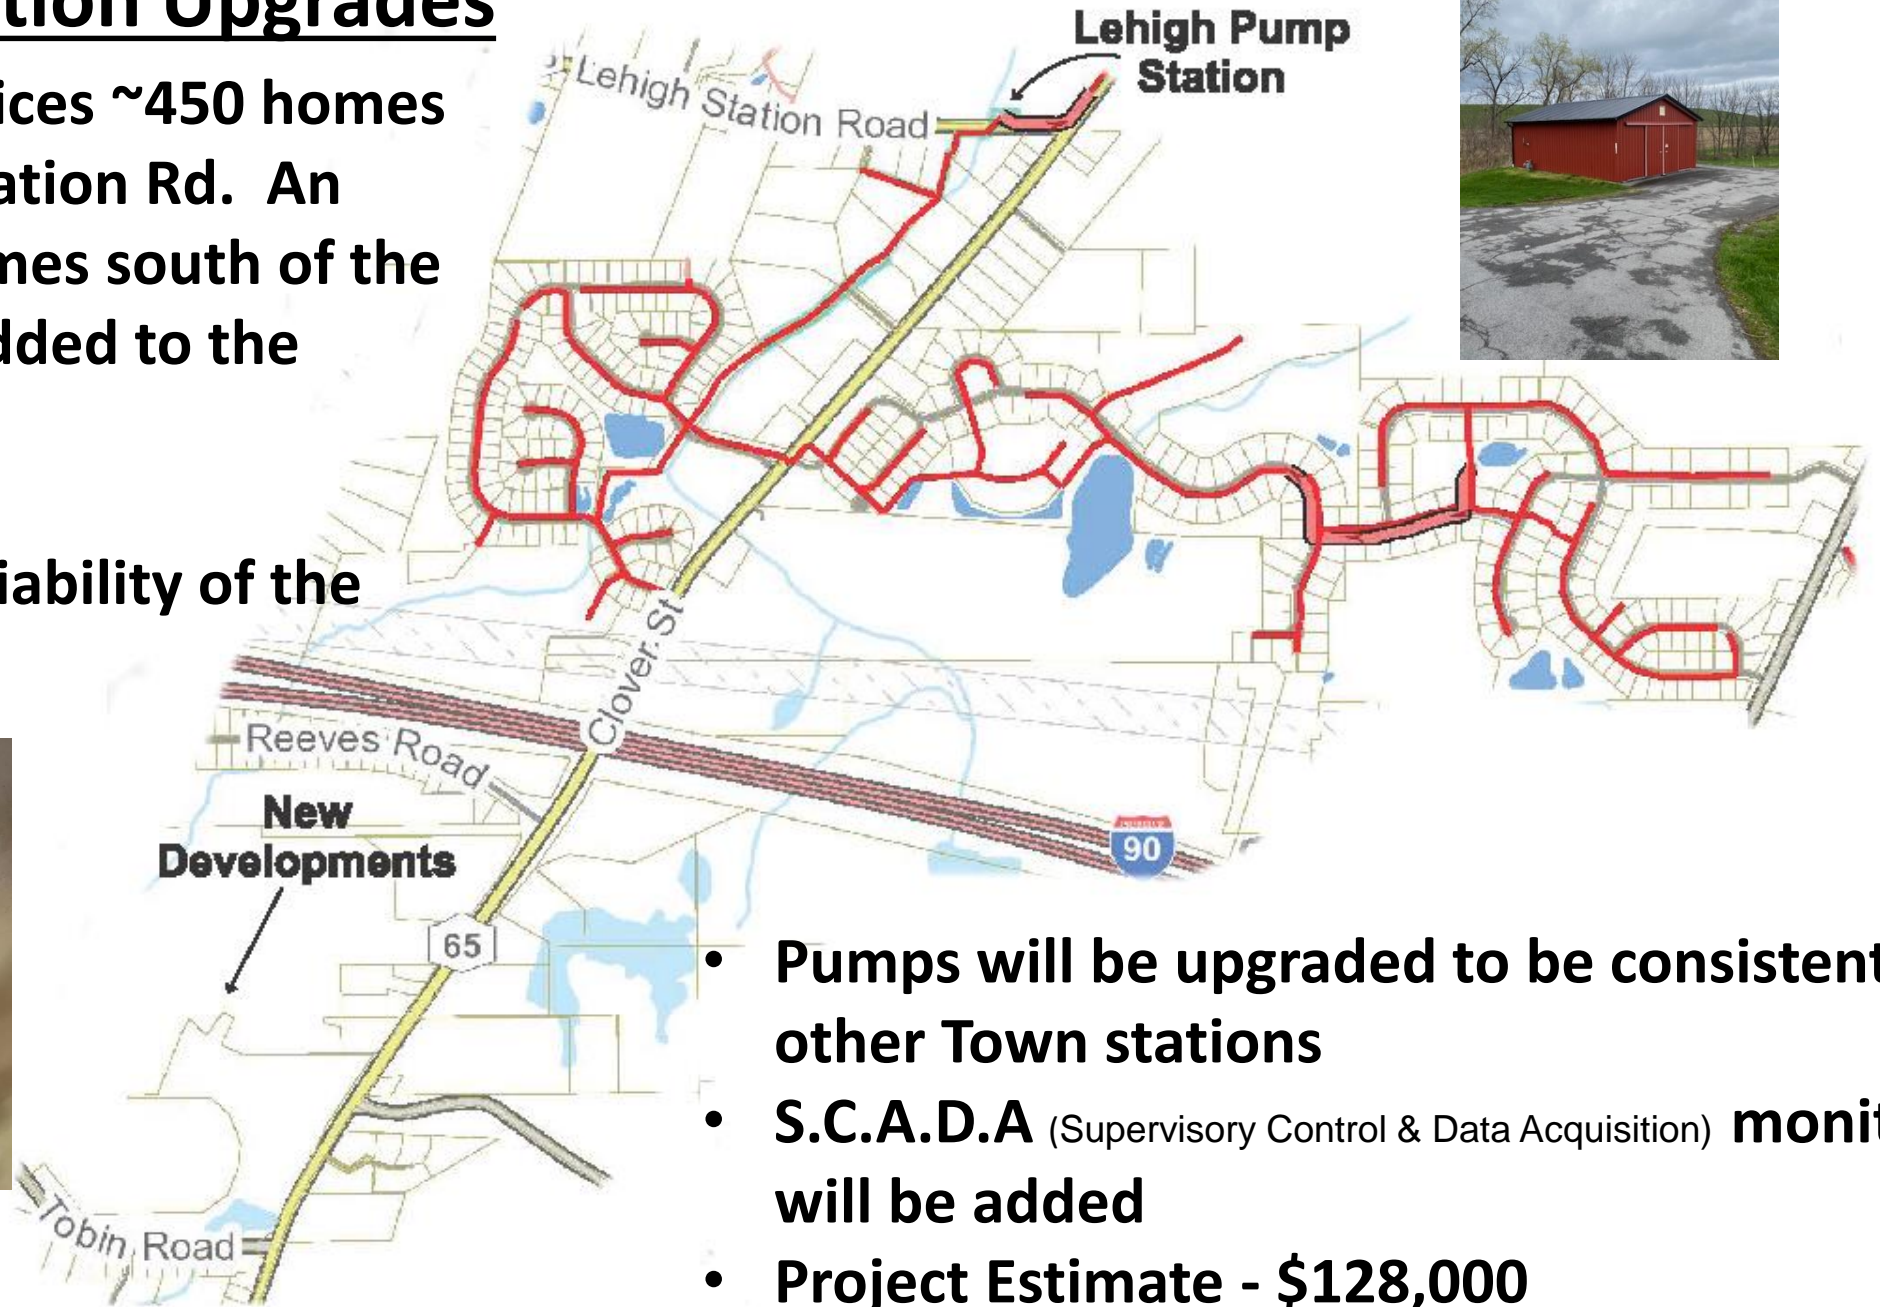 tion Upgrades
ices ~450 homes
ation Rd. An
mes south of the
dded to the
iability of the
Lehigh Pump
Station
Lehigh Station Road
Clover St
Reeves Road
90
New
Developments
65
Tobin Road
• Pumps will be upgraded to be consistent
other Town stations
• S.C.A.D.A (Supervisory Control & Data Acquisition) monit
will be added
• Project Estimate - $128,000